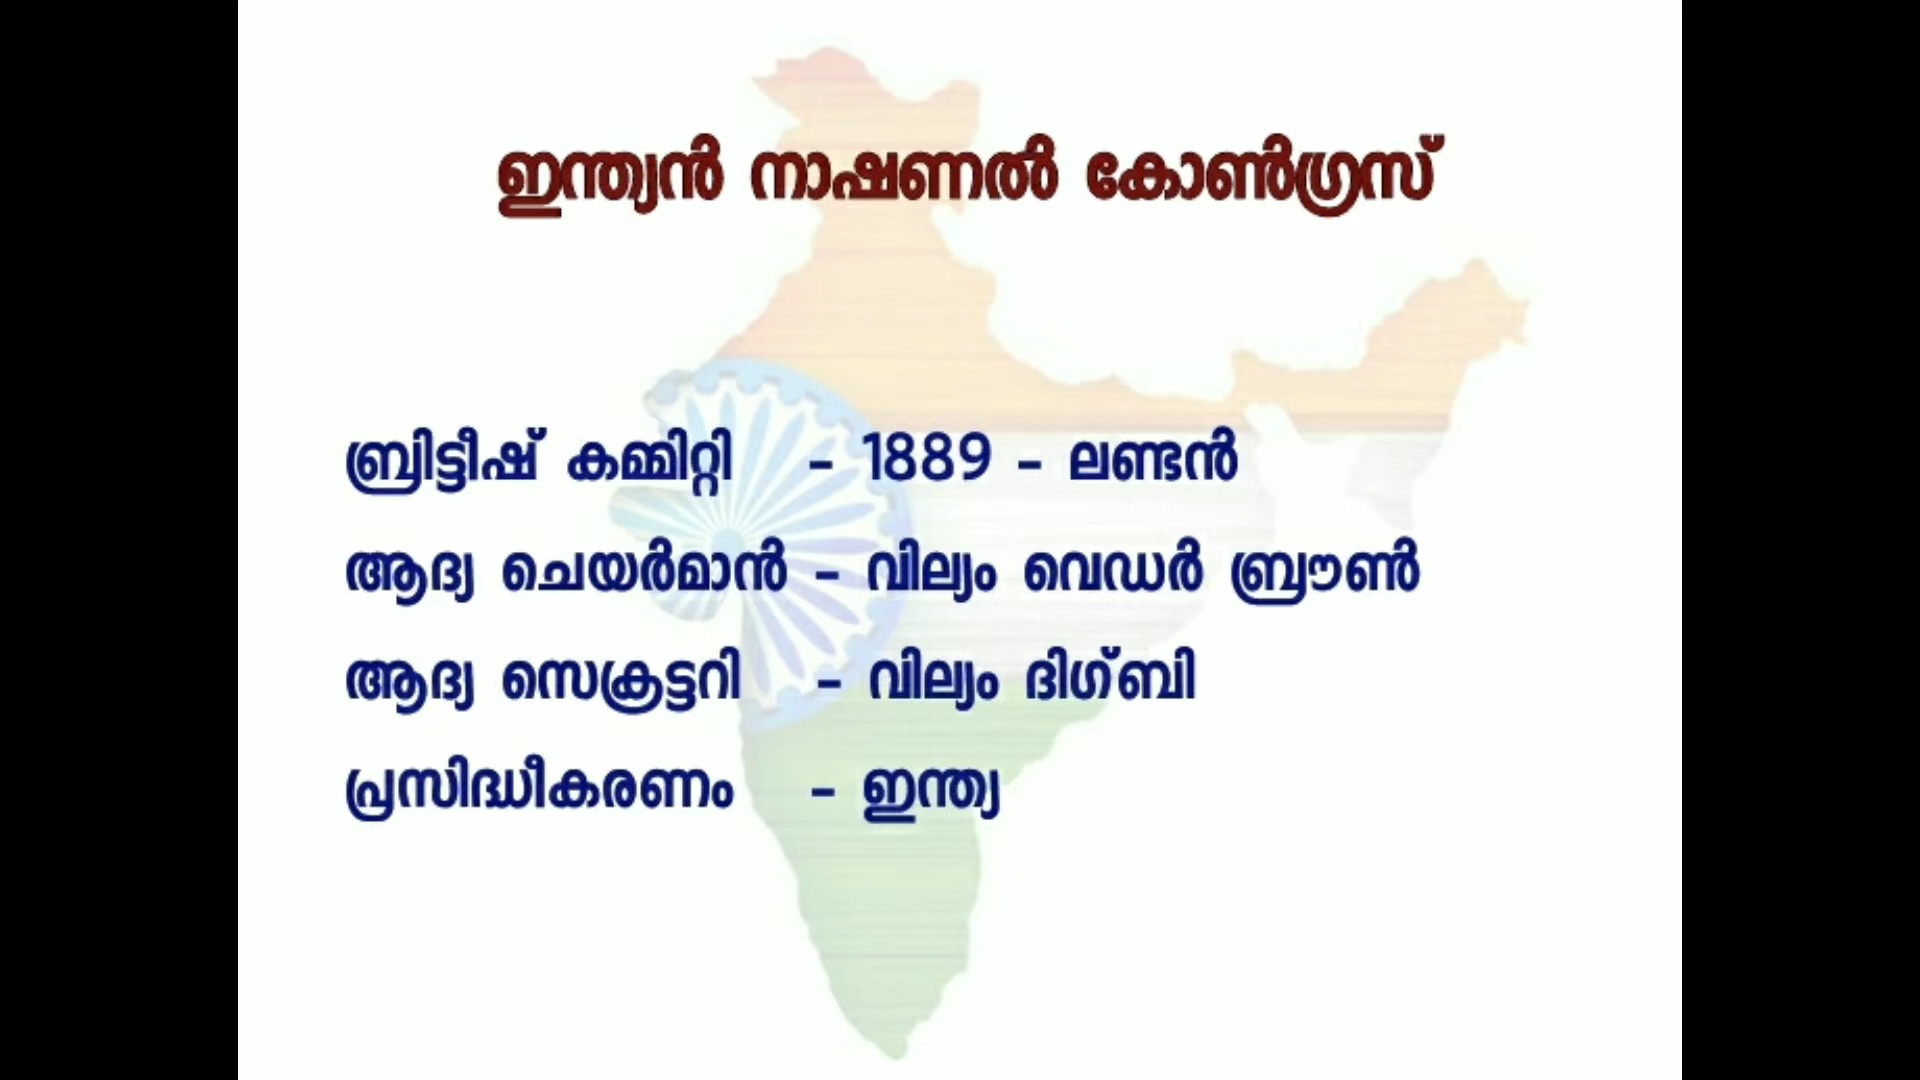 ഇന്ത്യൻ നാഷണൽ കോൺഗ്രസ്
ബ്രിട്ടീഷ് കമ്മിറ്റി - 1889 - ലണ്ടൻ
ആദ്യ ചെയർമാൻ - വില്യം വെഡർ ബ്രൗൺ
ആദ്യ സെക്രട്ടറി - വില്യം ദിഗ്ബി
പ്രസിദ്ധീകരണം - ഇന്ത്യ